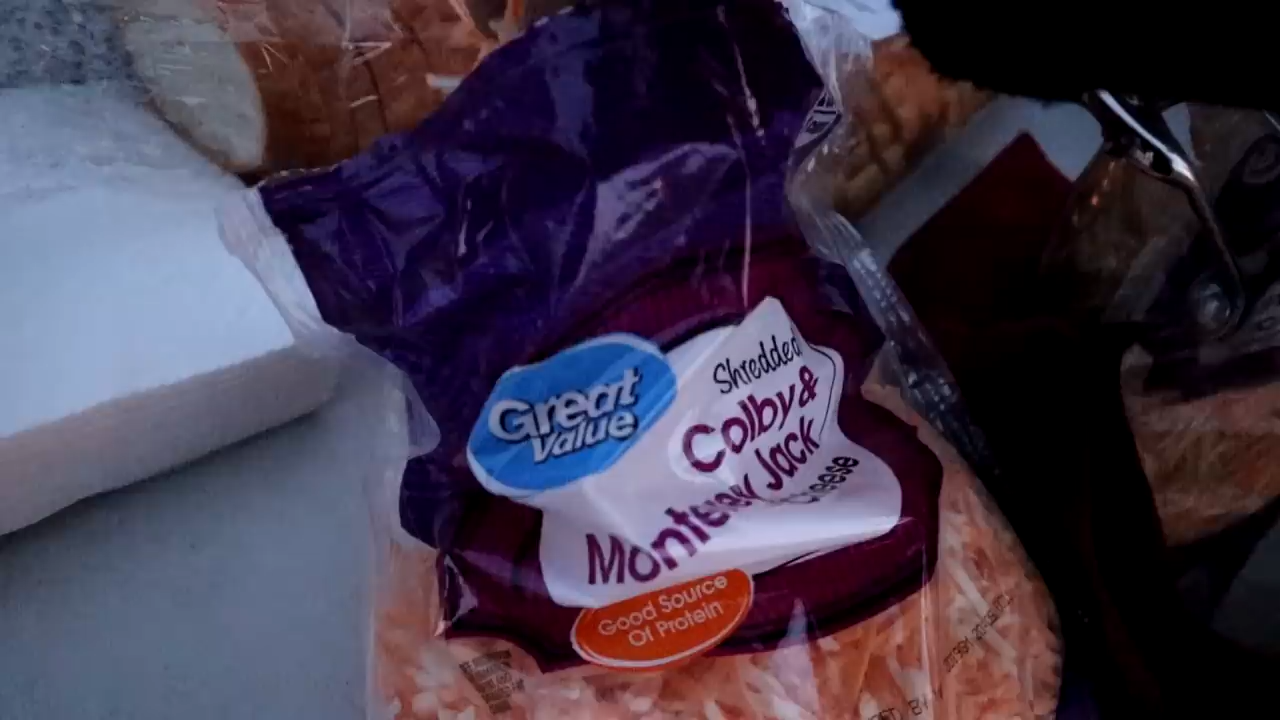 Great
Value
Shredded
Colby &
Monterey Jack
Cheese
Good Source
Of Protein